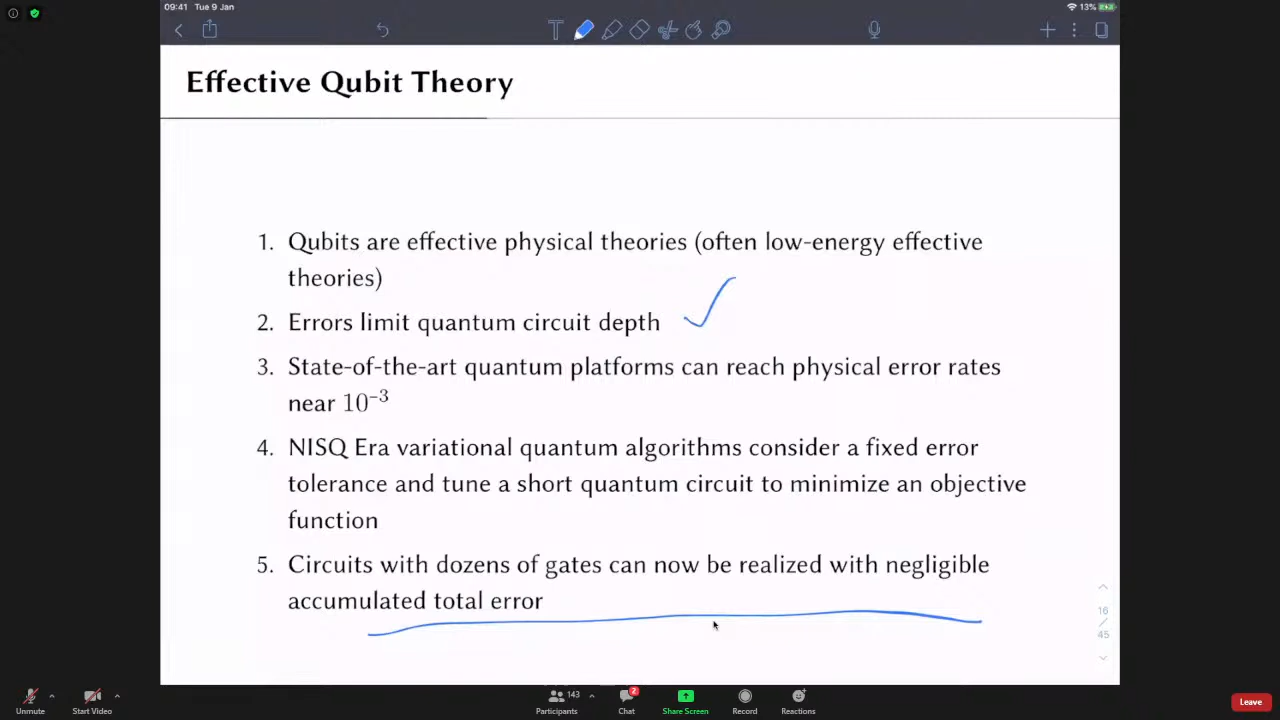 09:41 Tue 9 Jan
13%
T
Effective Qubit Theory
1. Qubits are effective physical theories (often low-energy effective
theories)
2. Errors limit quantum circuit depth
3. State-of-the-art quantum platforms can reach physical error rates
near 10⁻³
4. NISQ Era variational quantum algorithms consider a fixed error
tolerance and tune a short quantum circuit to minimize an objective
function
5. Circuits with dozens of gates can now be realized with negligible
accumulated total error
16
/
45
Unmute
Start Video
143
Participants
2
Chat
Share Screen
Record
Reactions
Leave